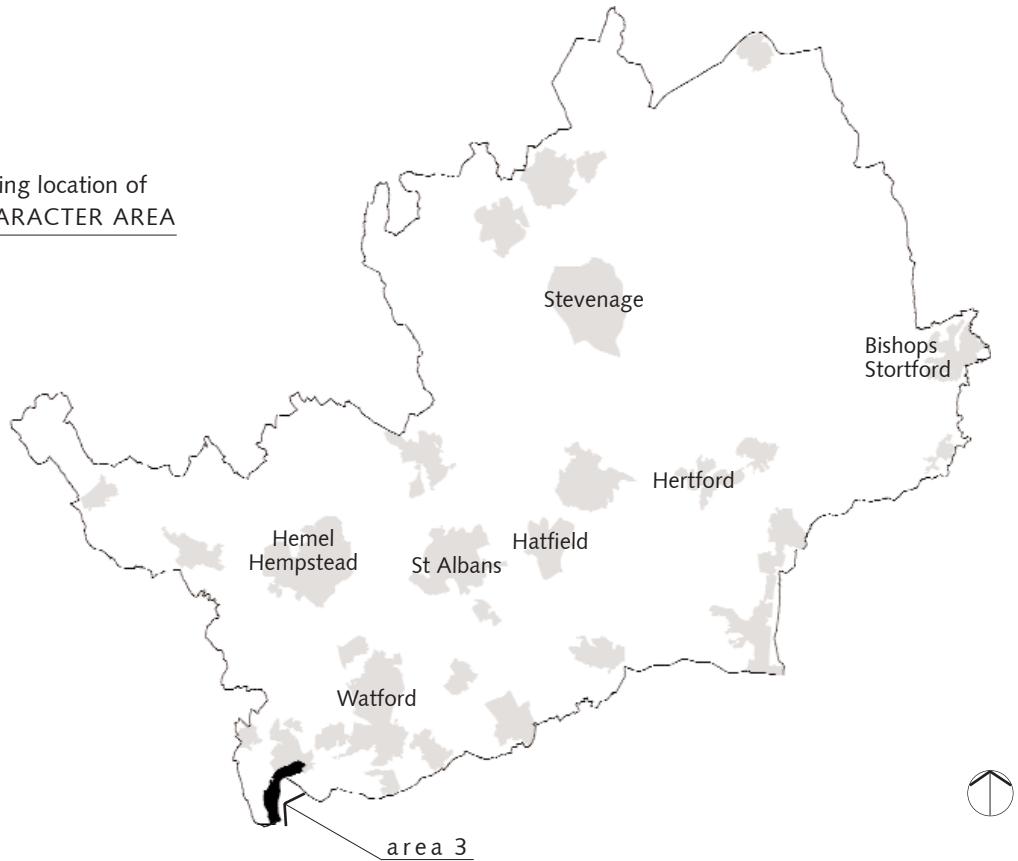 ing location of
ARACTER AREA
Stevenage
Bishops
Stortford
Hertford
Hemel
Hempstead
St Albans
Hatfield
Watford
area 3